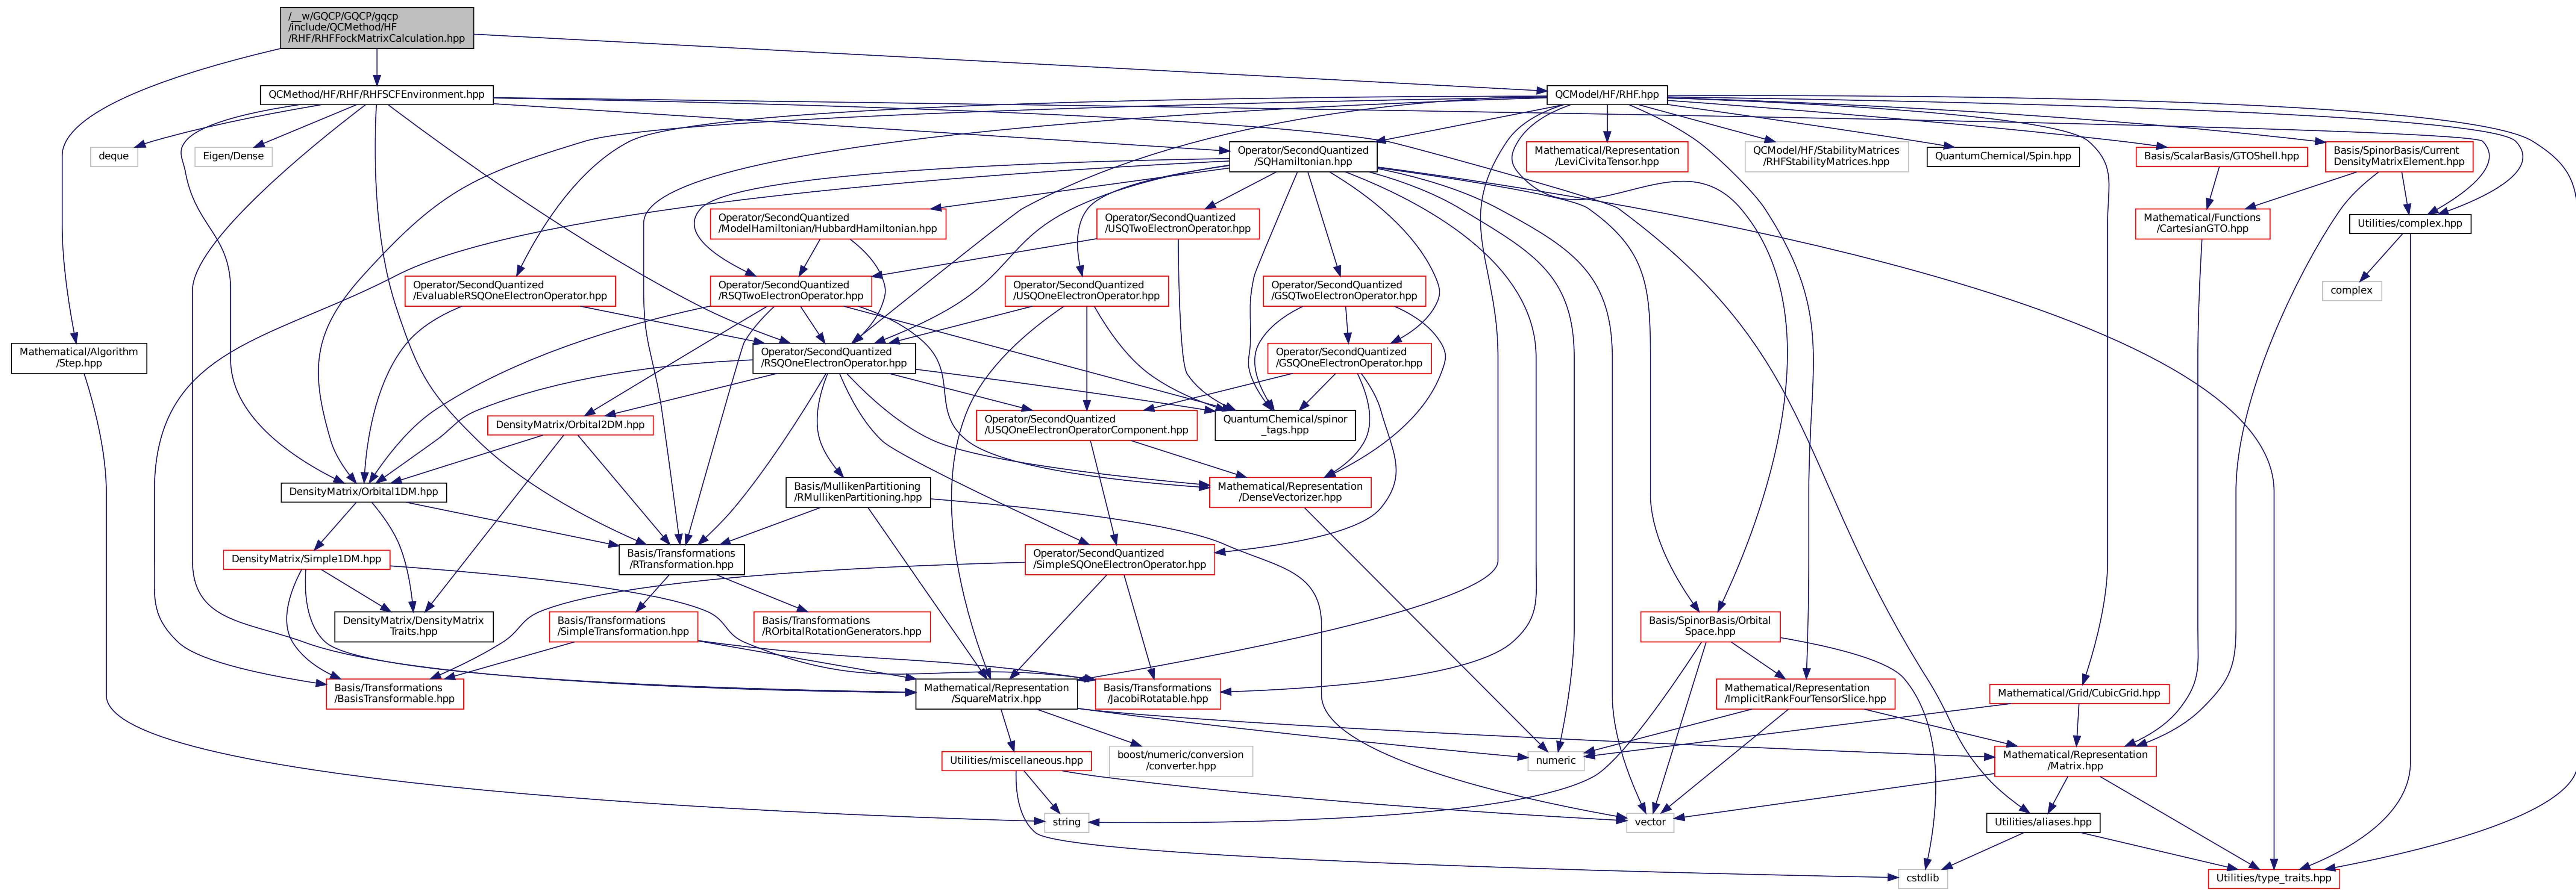 /__w/GQCP/GQCP/gqcp
/include/QCMethod/HF
/RHF/RHFFockMatrixCalculation.hpp
QCMethod/HF/RHF/RHFSCFEnvironment.hpp
QCModel/HF/RHF.hpp
deque
Eigen/Dense
Operator/SecondQuantized
/SQHamiltonian.hpp
Mathematical/Representation
/LeviCivitaTensor.hpp
QCModel/HF/StabilityMatrices
/RHFStabilityMatrices.hpp
QuantumChemical/Spin.hpp
Basis/ScalarBasis/GTOShell.hpp
Basis/SpinorBasis/Current
DensityMatrixElement.hpp
Operator/SecondQuantized
/ModelHamiltonian/HubbardHamiltonian.hpp
Operator/SecondQuantized
/USQTwoElectronOperator.hpp
Mathematical/Functions
/CartesianGTO.hpp
Utilities/complex.hpp
Operator/SecondQuantized
/EvaluableRSQOneElectronOperator.hpp
Operator/SecondQuantized
/RSQTwoElectronOperator.hpp
Operator/SecondQuantized
/USQOneElectronOperator.hpp
Operator/SecondQuantized
/GSQTwoElectronOperator.hpp
complex
Mathematical/Algorithm
/Step.hpp
Operator/SecondQuantized
/RSQOneElectronOperator.hpp
Operator/SecondQuantized
/GSQOneElectronOperator.hpp
DensityMatrix/Orbital2DM.hpp
Operator/SecondQuantized
/USQOneElectronOperatorComponent.hpp
QuantumChemical/spinor
_tags.hpp
DensityMatrix/Orbital1DM.hpp
Basis/MullikenPartitioning
/RMullikenPartitioning.hpp
Mathematical/Representation
/DenseVectorizer.hpp
DensityMatrix/Simple1DM.hpp
Basis/Transformations
/RTransformation.hpp
Operator/SecondQuantized
/SimpleSQOneElectronOperator.hpp
DensityMatrix/DensityMatrix
Traits.hpp
Basis/Transformations
/SimpleTransformation.hpp
Basis/Transformations
/ROrbitalRotationGenerators.hpp
Basis/SpinorBasis/Orbital
Space.hpp
Basis/Transformations
/BasisTransformable.hpp
Mathematical/Representation
/SquareMatrix.hpp
Basis/Transformations
/JacobiRotatable.hpp
Mathematical/Representation
/ImplicitRankFourTensorSlice.hpp
Mathematical/Grid/CubicGrid.hpp
Utilities/miscellaneous.hpp
boost/numeric/conversion
/converter.hpp
numeric
Mathematical/Representation
/Matrix.hpp
string
vector
Utilities/aliases.hpp
cstdlib
Utilities/type_traits.hpp